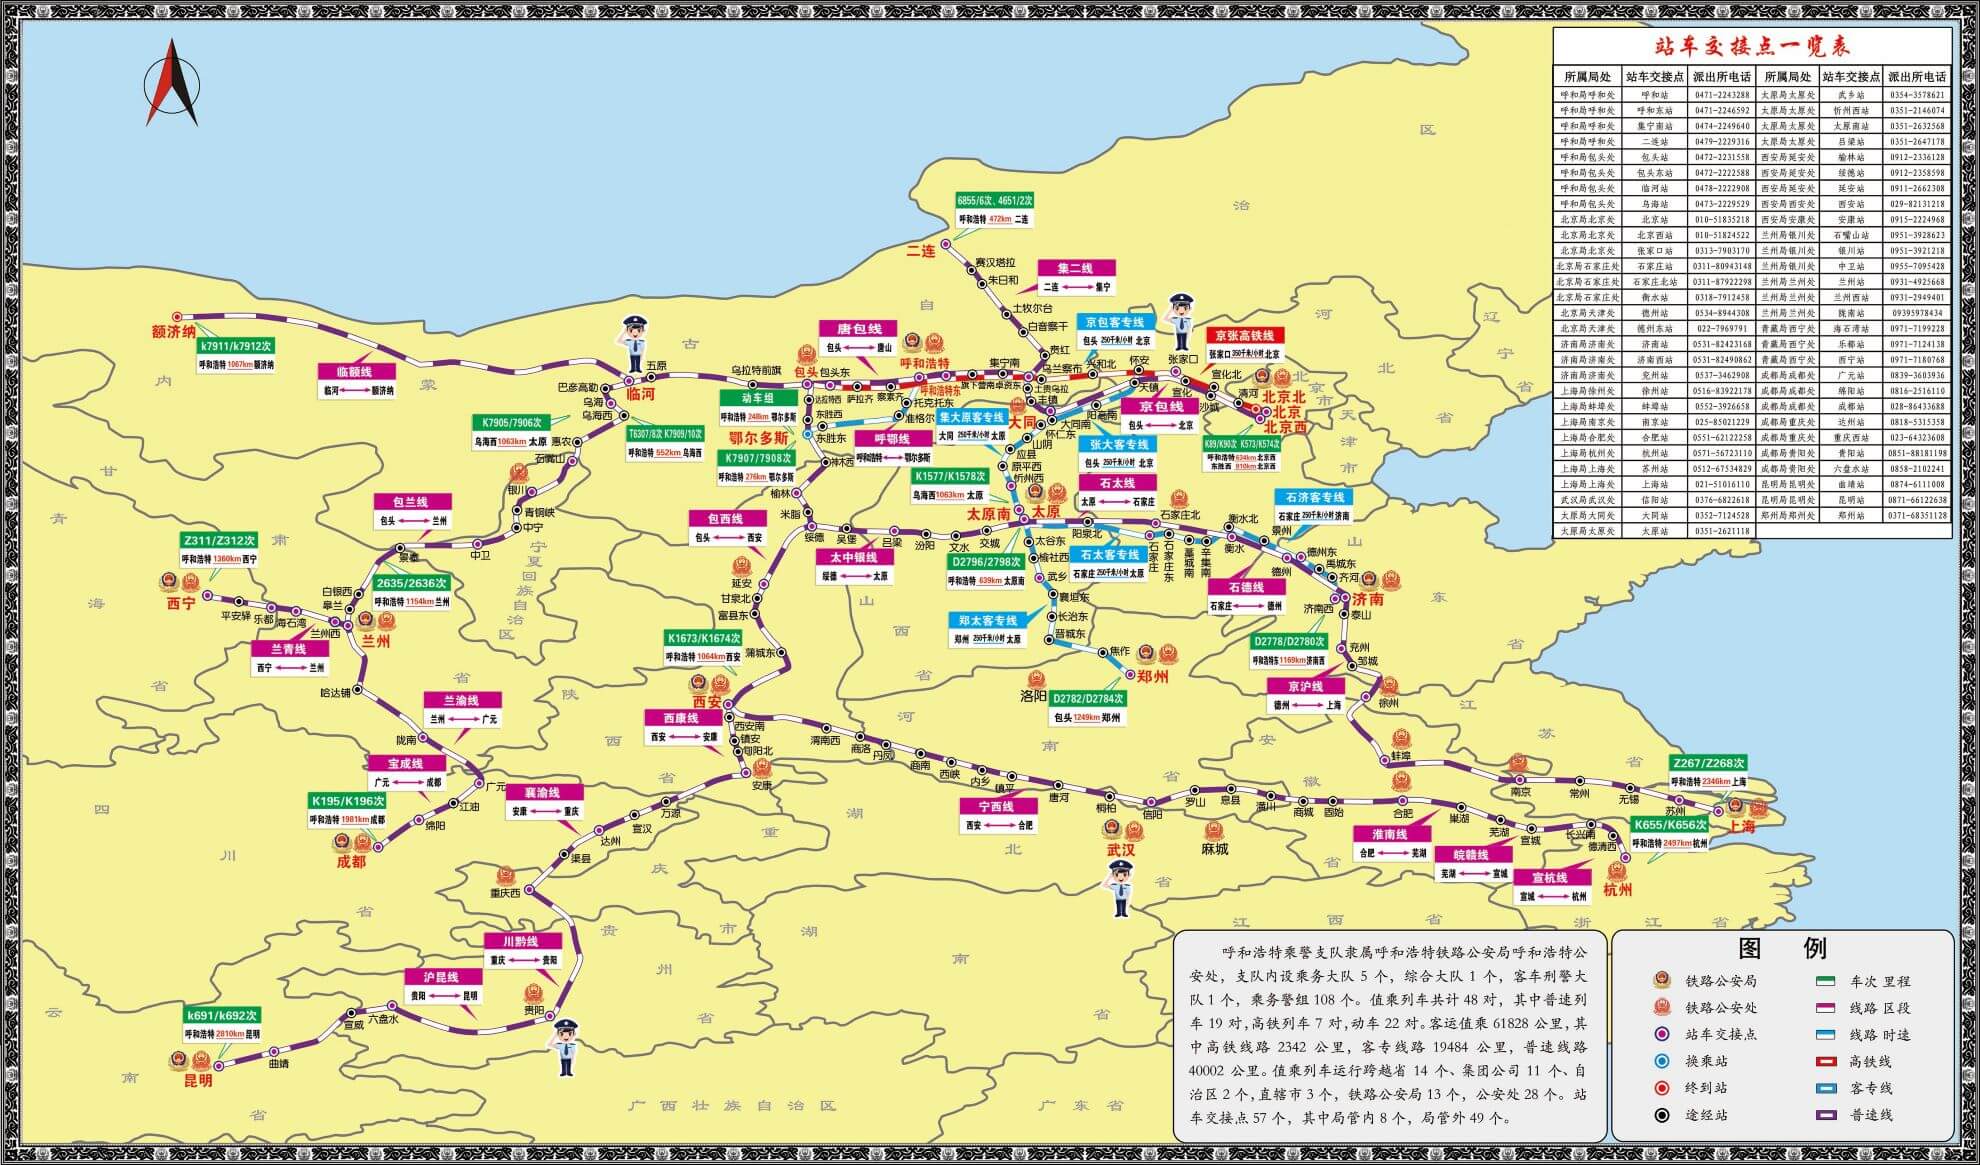 站车交接点一览表
所属局处 站车交接点 派出所电话 所属局处 站车交接点 派出所电话
呼和局呼和处 呼和站 0471-2243288 太原局太原处 武乡站 0354-3578621
呼和局呼和处 呼和东站 0471-2246592 太原局太原处 忻州西站 0351-2146074
呼和局呼和处 集宁南站 0474-2249640 太原局太原处 太原南站 0351-2632568
呼和局呼和处 二连站 0479-2229316 太原局太原处 吕梁站 0351-2647178
呼和局包头处 包头站 0472-2231558 西安局延安处 榆林站 0912-2336128
呼和局包头处 包头东站 0472-2222588 西安局延安处 绥德站 0912-2358598
呼和局包头处 临河站 0478-2222908 西安局延安处 延安站 0911-2662308
呼和局包头处 乌海站 0473-2229529 西安局西安处 西安站 029-82131218
北京局北京处 北京站 010-51835218 西安局安康处 安康站 0915-2224968
北京局北京处 北京西站 010-51824522 兰州局银川处 石嘴山站 0951-3928623
北京局北京处 张家口站 0313-7903170 兰州局银川处 银川站 0951-3921218
北京局石家庄处 石家庄站 0311-80943148 兰州局银川处 中卫站 0955-7095428
北京局石家庄处 石家庄北站 0311-87922298 兰州局兰州处 兰州站 0931-4925668
北京局石家庄处 衡水站 0318-7912458 兰州局兰州处 兰州西站 0931-2949401
北京局天津处 德州站 0534-8944308 兰州局兰州处 陇南站 09395978434
北京局天津处 德州东站 022-7969791 青藏局西宁处 海石湾站 0971-7199228
济南局济南处 济南站 0531-82423168 青藏局西宁处 乐都站 0971-7124138
济南局济南处 济南西站 0531-82490862 青藏局西宁处 西宁站 0971-7180768
济南局济南处 兖州站 0537-3462908 成都局成都处 广元站 0839-3603936
上海局徐州处 徐州站 0516-83922178 成都局成都处 绵阳站 0816-2516110
上海局蚌埠处 蚌埠站 0552-3926658 成都局成都处 成都站 028-86433688
上海局南京处 南京站 025-85021229 成都局重庆处 达州站 0818-5315358
上海局合肥处 合肥站 0551-62122258 成都局重庆处 重庆西站 023-64323608
上海局杭州处 杭州站 0571-56723110 成都局贵阳处 贵阳站 0851-88181198
上海局上海处 苏州站 0512-67534829 成都局贵阳处 六盘水站 0858-2102241
上海局上海处 上海站 021-51016110 昆明局昆明处 曲靖站 0874-6111008
武汉局武汉处 信阳站 0376-6822618 昆明局昆明处 昆明站 0871-66122638
太原局大同处 大同站 0352-7124528 郑州局郑州处 郑州站 0371-68351128
太原局太原处 太原站 0351-2621118
6855/6次、4651/2次
呼和浩特 472km 二连
二连
赛汉塔拉
朱日和
集二线
二连 集宁
土牧尔台
白音察干
贲红
额济纳
k7911/k7912次
呼和浩特 1067km 额济纳
临额线
临河 额济纳
五原
临河
乌拉特前旗
包头
包头东
唐包线
包头 唐山
萨拉齐
察素齐
呼和浩特
呼和浩特东
旗下营南
卓资东
集宁南
乌兰察布
兴和北
怀安
天镇
张家口
宣化北
宣化
沙城
清河
北京北
北京
北京西
京包客专线
包头 250千米/小时 北京
京张高铁线
张家口 250千米/小时 北京
京包线
包头 北京
K89/K90次 K573/K574次
呼和浩特 634km 北京西
东胜西 810km 北京西
巴彦高勒
乌海
乌海西
惠农
石嘴山
银川
青铜峡
中宁
中卫
K7905/7906次
乌海西 1063km 太原
T6307/8次 K7909/10次
呼和浩特 552km 乌海西
动车组
呼和浩特 248km 鄂尔多斯
鄂尔多斯
K7907/7908次
呼和浩特 276km 鄂尔多斯
达拉特西
东胜西
东胜东
托克托东
准格尔
呼鄂线
呼和浩特 鄂尔多斯
集大原客专线
大同 250千米/小时 太原
土贵乌拉
丰镇
大同
大同南
阳高南
怀仁东
山阴
应县
原平西
忻州西
张大客专线
包头 250千米/小时 北京
K1577/K1578次
乌海西 1063km 太原
神木西
榆林
米脂
绥德
吴堡
吕梁
汾阳
文水
交城
太原南
太原
石太线
太原 石家庄
阳泉北
石家庄北
石家庄
石家庄东
藁城南
辛集南
衡水北
衡水
景州
德州
德州东
禹城东
齐河
济南
济南西
泰山
石济客专线
石家庄 250千米/小时 济南
石太客专线
石家庄 250千米/小时 太原
石德线
石家庄 德州
包兰线
包头 兰州
包西线
包头 西安
太中银线
绥德 太原
D2796/2798次
呼和浩特 639km 太原南
太谷东
榆社西
武乡
襄垣东
长治东
晋城东
焦作
郑州
洛阳
郑太客专线
郑州 250千米/小时 太原
D2782/D2784次
包头 1249km 郑州
D2778/D2780次
呼和浩特东 1169km 济南西
兖州
邹城
徐州
京沪线
德州 上海
Z311/Z312次
呼和浩特 1360km 西宁
西宁
平安驿
乐都
海石湾
兰州西
兰州
兰青线
西宁 兰州
景泰
白银西
皋兰
2635/2636次
呼和浩特 1154km 兰州
哈达铺
陇南
兰渝线
兰州 广元
宝成线
广元 成都
广元
江油
绵阳
成都
K195/K196次
呼和浩特 1981km 成都
延安
甘泉北
富县东
蒲城东
K1673/K1674次
呼和浩特 1064km 西安
西安
西安南
镇安
旬阳北
安康
西康线
西安 安康
襄渝线
安康 重庆
万源
宣汉
达州
渠县
重庆西
川黔线
重庆 贵阳
贵阳
沪昆线
贵阳 昆明
六盘水
宣威
曲靖
昆明
k691/k692次
呼和浩特 2810km 昆明
渭南西
商洛
丹凤
商南
西峡
内乡
镇平
唐河
桐柏
信阳
罗山
息县
潢川
商城
固始
合肥
巢湖
芜湖
宣城
长兴南
德清西
杭州
宁西线
西安 合肥
武汉
麻城
淮南线
合肥 芜湖
皖赣线
芜湖 宣城
宣杭线
宣城 杭州
蚌埠
南京
常州
无锡
苏州
上海
Z267/Z268次
呼和浩特 2346km 上海
K655/K656次
呼和浩特 2497km 杭州
内 蒙 古 自 治 区
甘 肃 省
青 海 省
宁夏回族自治区
陕 西 省
山 西 省
河 北 省
北京市
天津市
辽 宁 省
山 东 省
河 南 省
江 苏 省
安 徽 省
湖 北 省
四 川 省
重 庆 市
贵 州 省
湖 南 省
江 西 省
浙 江 省
云 南 省
广 西 壮 族 自 治 区
广 东 省
呼和浩特乘警支队隶属呼和浩特铁路公安局呼和浩特公
安处，支队内设乘务大队 5 个，综合大队 1 个，客车刑警大
队 1 个，乘务警组 108 个。值乘列车共计 48 对，其中普速列
车 19 对，高铁列车 7 对，动车 22 对。客运值乘 61828 公里，其
中高铁线路 2342 公里，客专线路 19484 公里，普速线路
40002 公里。值乘列车运行跨越省 14 个、集团公司 11 个、自
治区 2 个，直辖市 3 个，铁路公安局 13 个，公安处 28 个。站
车交接点 57 个，其中局管内 8 个，局管外 49 个。
图 例
铁路公安局 车次 里程
铁路公安处 线路 区段
站车交接点 线路 时速
换乘站 高铁线
终到站 客专线
途经站 普速线